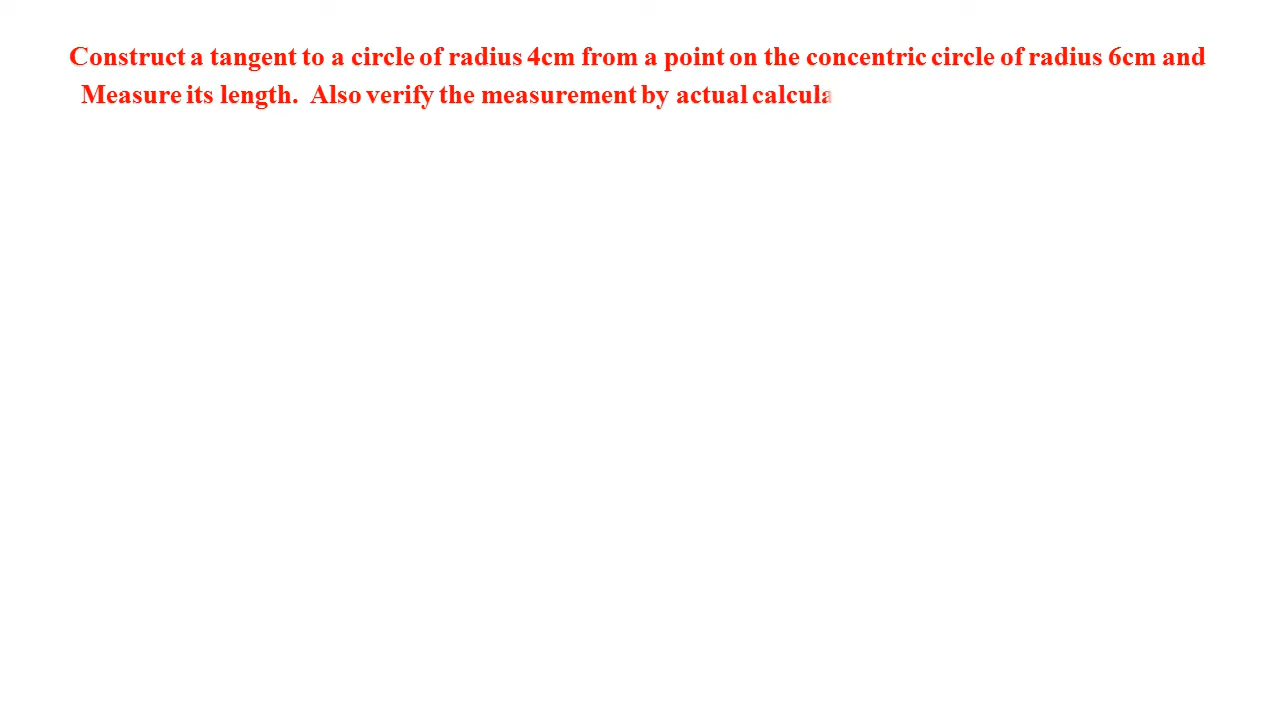 Construct a tangent to a circle of radius 4cm from a point on the concentric circle of radius 6cm and
Measure its length. Also verify the measurement by actual calcula